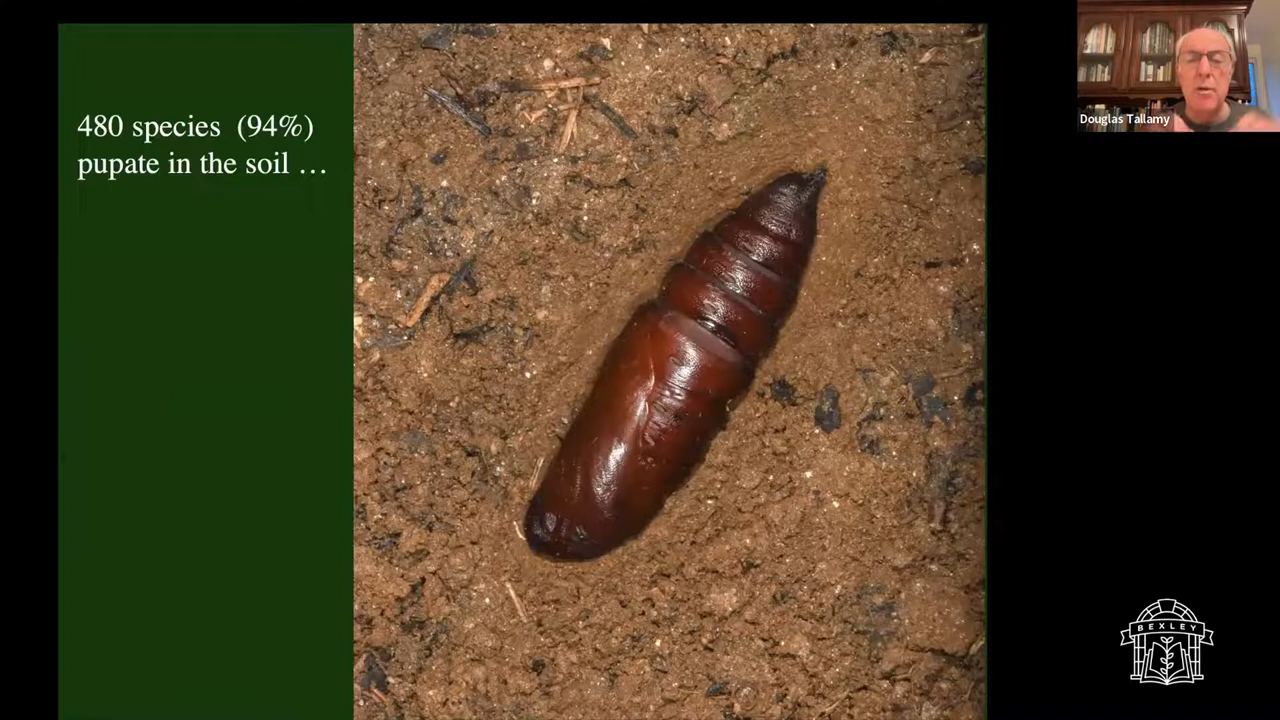 480 species (94%)
pupate in the soil …
Douglas Tallamy
BEXLEY